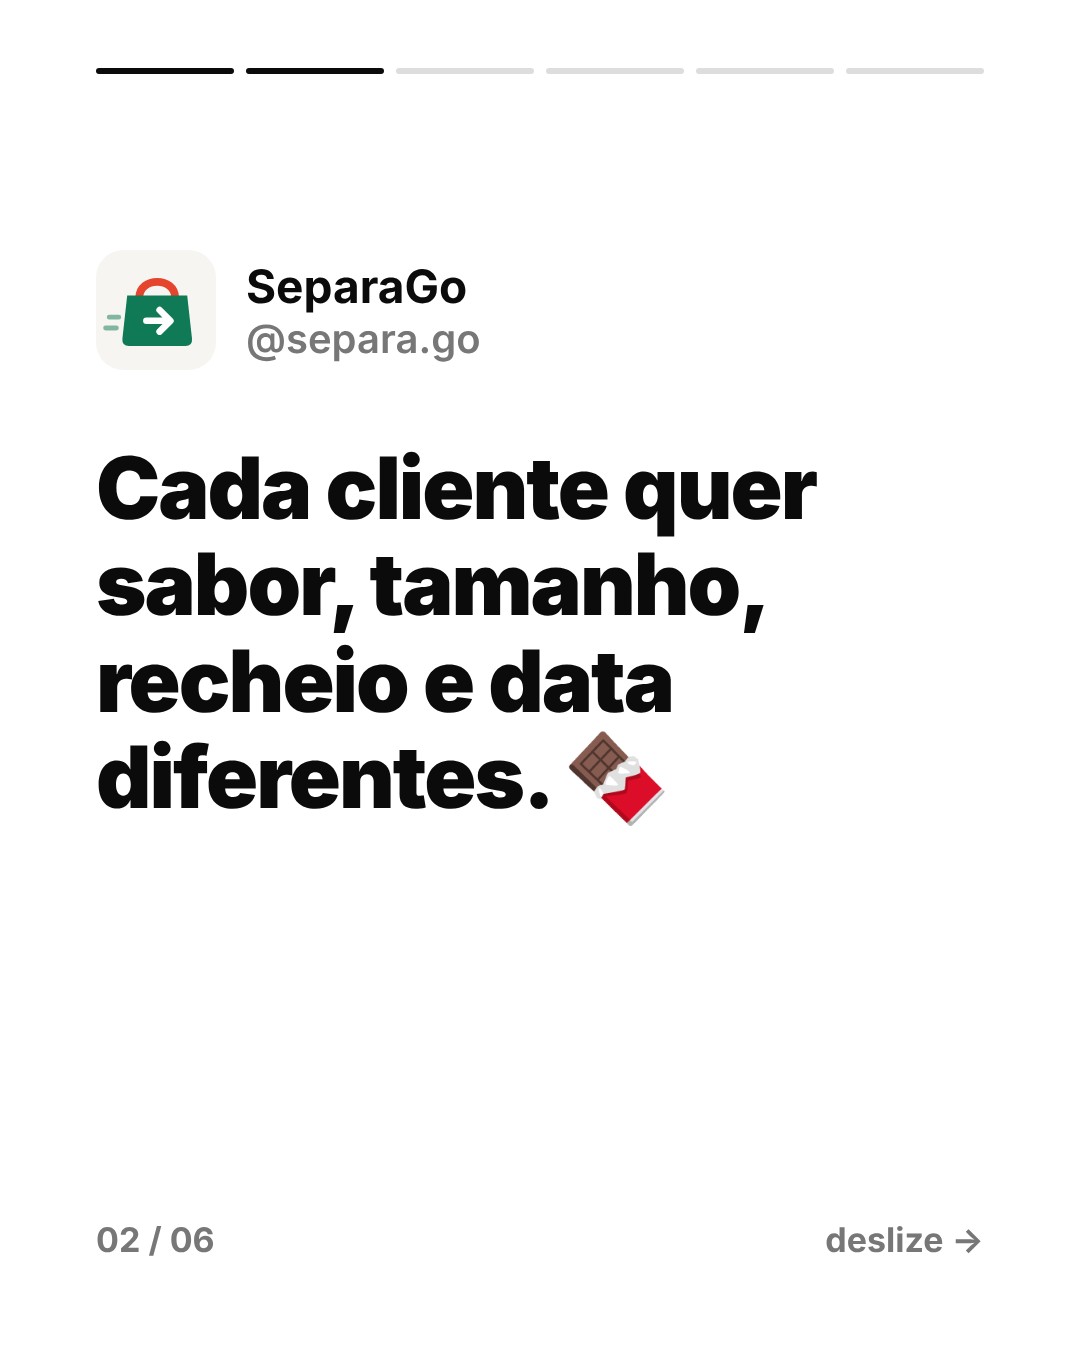 SeparaGo
@separa.go
Cada cliente quer
sabor, tamanho,
recheio e data
diferentes. 🍫
02 / 06
deslize →